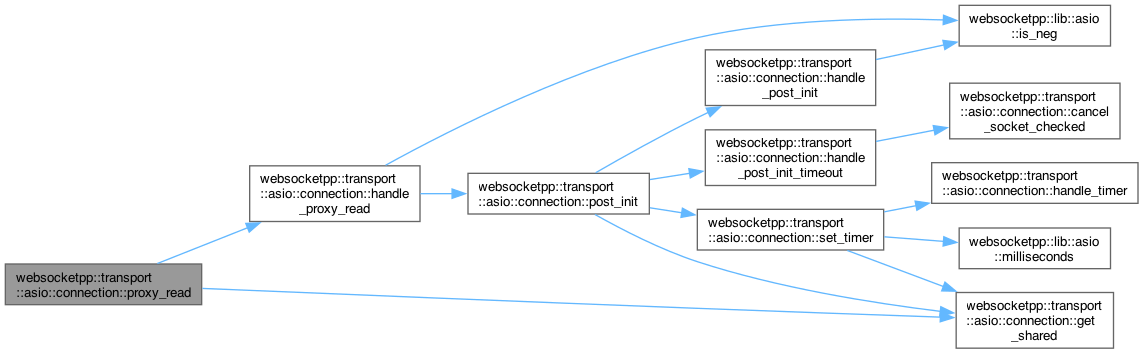 websocketpp::lib::asio
::is_neg
websocketpp::transport
::asio::connection::handle
_post_init
websocketpp::transport
::asio::connection::cancel
_socket_checked
websocketpp::transport
::asio::connection::handle
_post_init_timeout
websocketpp::transport
::asio::connection::handle
_proxy_read
websocketpp::transport
::asio::connection::post_init
websocketpp::transport
::asio::connection::handle_timer
websocketpp::transport
::asio::connection::set_timer
websocketpp::lib::asio
::milliseconds
websocketpp::transport
::asio::connection::proxy_read
websocketpp::transport
::asio::connection::get
_shared